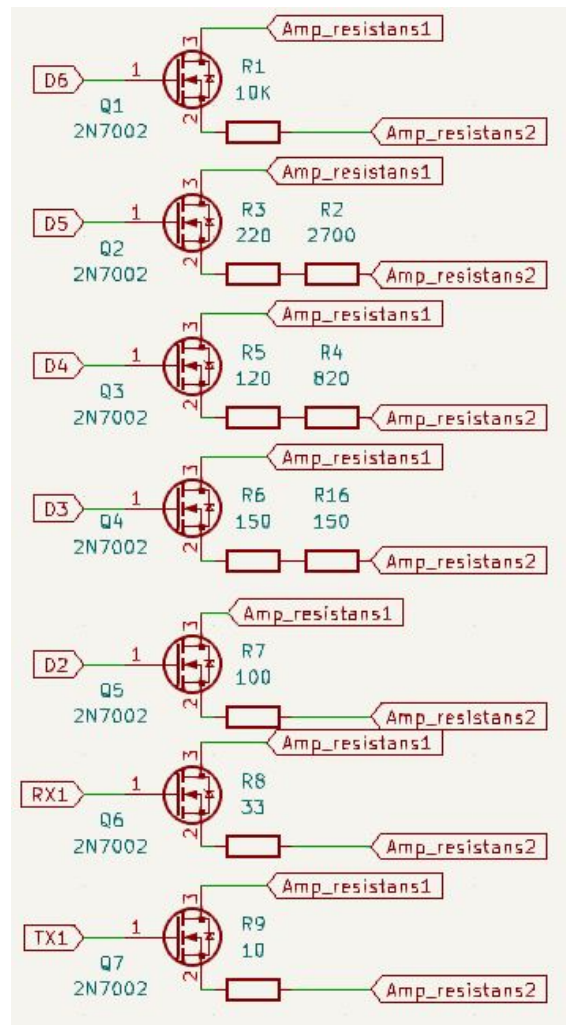 Amp_resistans1
3
D6
1
R1
10K
Q1
2N7002
2
Amp_resistans2
Amp_resistans1
3
D5
1
R3 R2
220 2700
Q2
2N7002
2
Amp_resistans2
Amp_resistans1
3
D4
1
R5 R4
120 820
Q3
2N7002
2
Amp_resistans2
Amp_resistans1
3
D3
1
R6 R16
150 150
Q4
2N7002
2
Amp_resistans2
Amp_resistans1
3
D2
1
R7
100
Q5
2N7002
2
Amp_resistans2
Amp_resistans1
3
RX1
1
R8
33
Q6
2N7002
2
Amp_resistans2
Amp_resistans1
3
TX1
1
R9
10
Q7
2N7002
2
Amp_resistans2